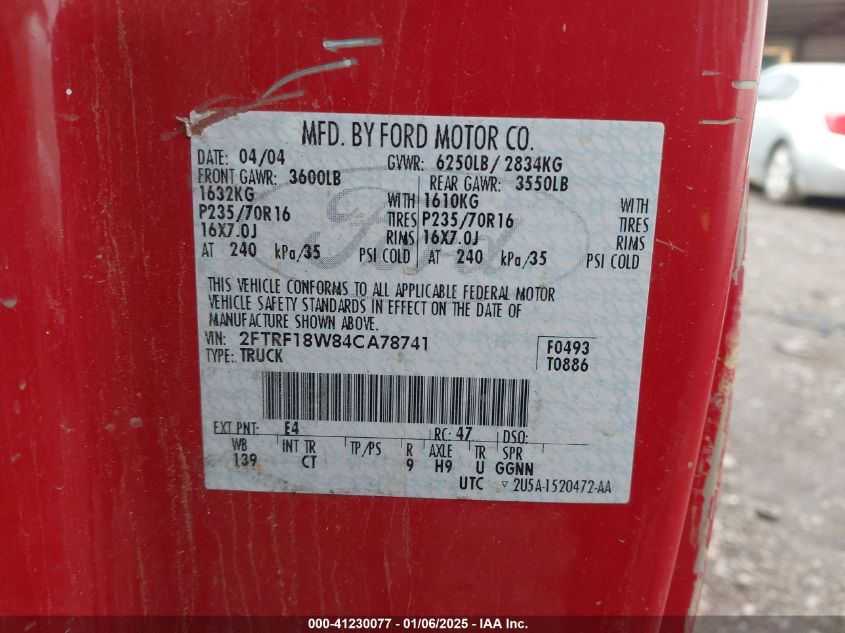 MFD. BY FORD MOTOR CO.
DATE: 04/04 GVWR: 6250LB/ 2834KG
FRONT GAWR: 3600LB REAR GAWR: 3550LB
1632KG WITH 1610KG WITH
P235/70R16 TIRES P235/70R16 TIRES
16X7.0J RIMS 16X7.0J RIMS
AT 240 kPa/35 PSI COLD AT 240 kPa/35 PSI COLD
Ford
THIS VEHICLE CONFORMS TO ALL APPLICABLE FEDERAL MOTOR
VEHICLE SAFETY STANDARDS IN EFFECT ON THE DATE OF
MANUFACTURE SHOWN ABOVE.
VIN: 2FTRF18W84CA78741 F0493
TYPE: TRUCK T0886
EXT PNT: E4 RC: 47 DSO:
WB INT TR TP/PS R AXLE TR SPR
139 CT 9 H9 U GGNN
UTC ▿ 2U5A-1520472-AA
000-41230077 - 01/06/2025 - IAA Inc.